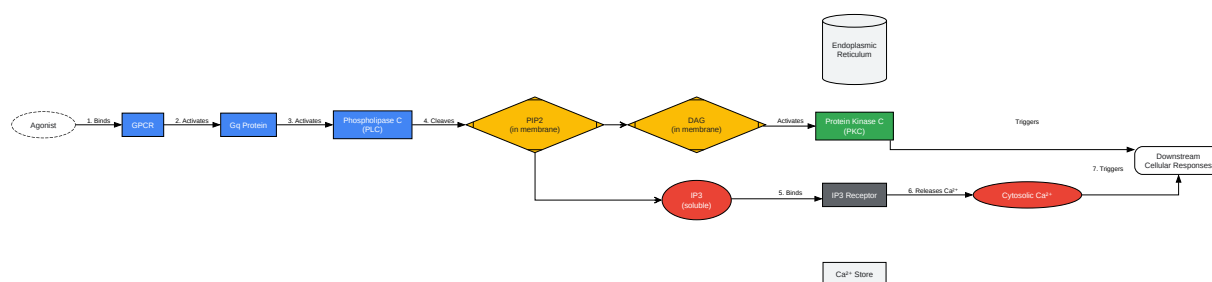 Endoplasmic
Reticulum
Agonist
1. Binds
GPCR
2. Activates
Gq Protein
3. Activates
Phospholipase C
(PLC)
4. Cleaves
PIP2
(in membrane)
DAG
(in membrane)
Activates
Protein Kinase C
(PKC)
Triggers
Downstream
Cellular Responses
7. Triggers
IP3
(soluble)
5. Binds
IP3 Receptor
6. Releases Ca²⁺
Cytosolic Ca²⁺
Ca²⁺ Store